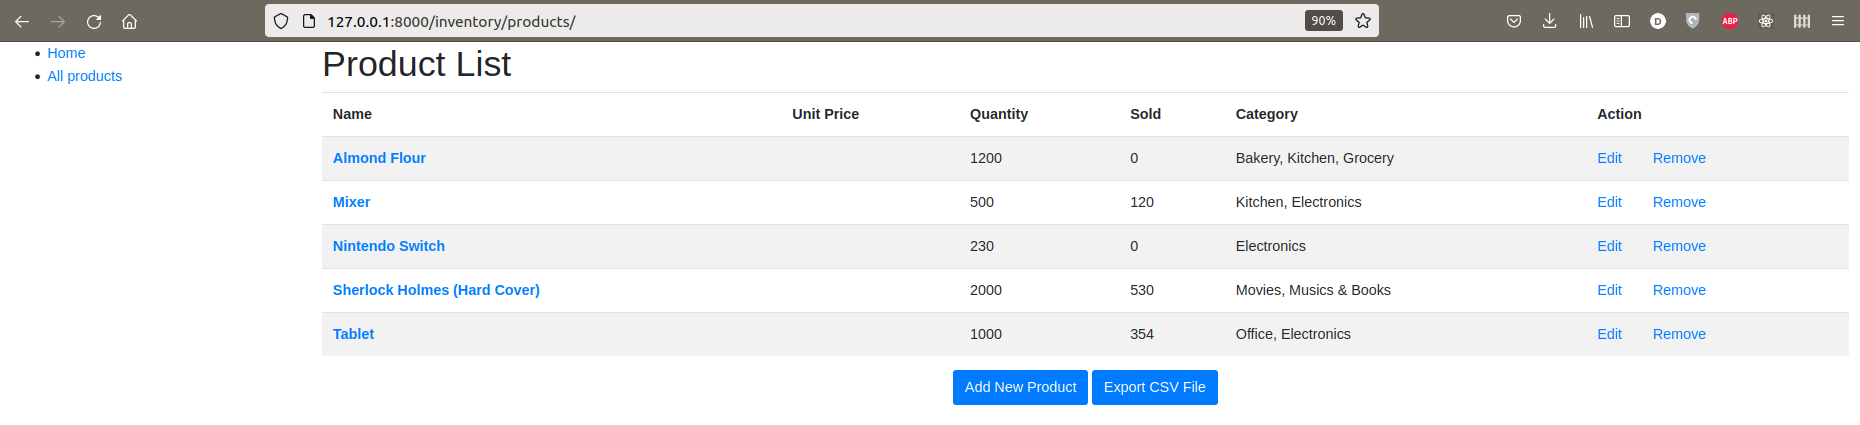 127.0.0.1:8000/inventory/products/ 90% D ABP
Home
All products
Product List
Name Unit Price Quantity Sold Category Action
Almond Flour 1200 0 Bakery, Kitchen, Grocery Edit Remove
Mixer 500 120 Kitchen, Electronics Edit Remove
Nintendo Switch 230 0 Electronics Edit Remove
Sherlock Holmes (Hard Cover) 2000 530 Movies, Musics & Books Edit Remove
Tablet 1000 354 Office, Electronics Edit Remove
Add New Product Export CSV File